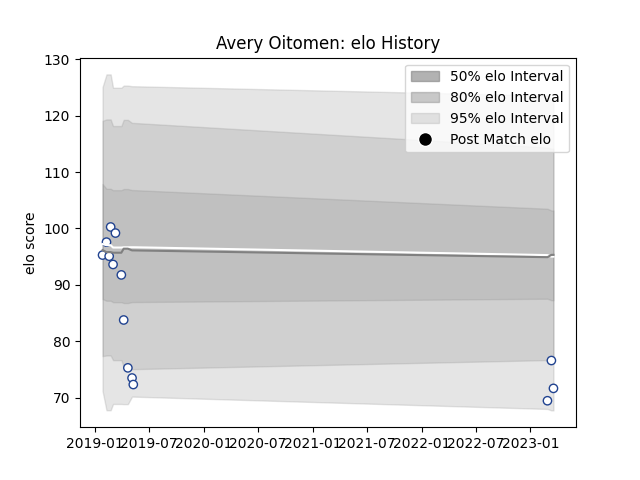 Avery Oitomen: elo History
130
120
110
100
90
80
70
elo score
50% elo Interval
80% elo Interval
95% elo Interval
Post Match elo
2019-01 2019-07 2020-01 2020-07 2021-01 2021-07 2022-01 2022-07 2023-01